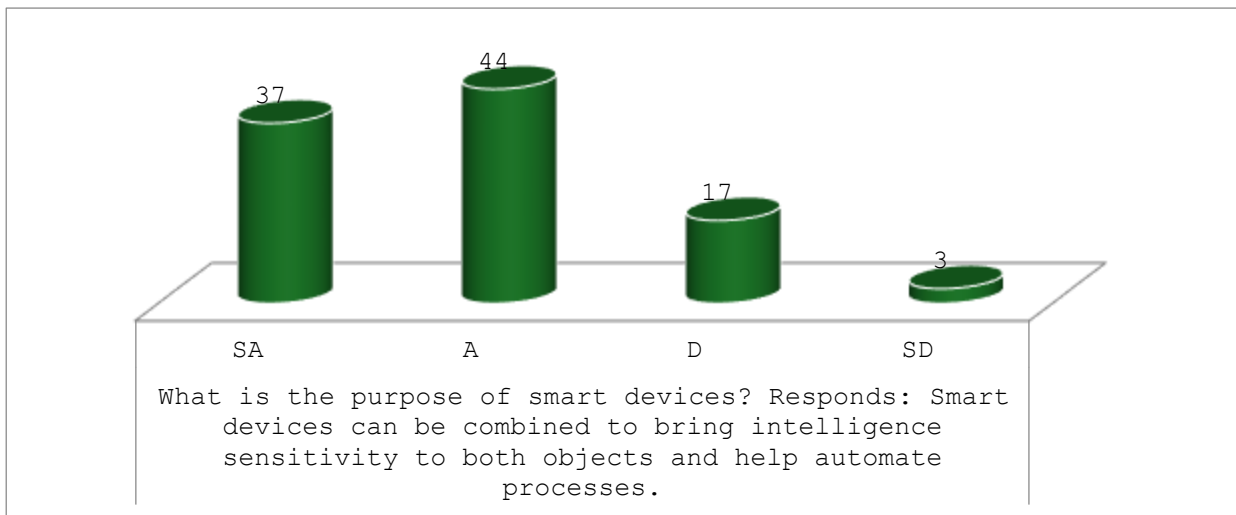 37
44
17
3
SA A D SD
What is the purpose of smart devices? Responds: Smart
devices can be combined to bring intelligence
sensitivity to both objects and help automate
processes.